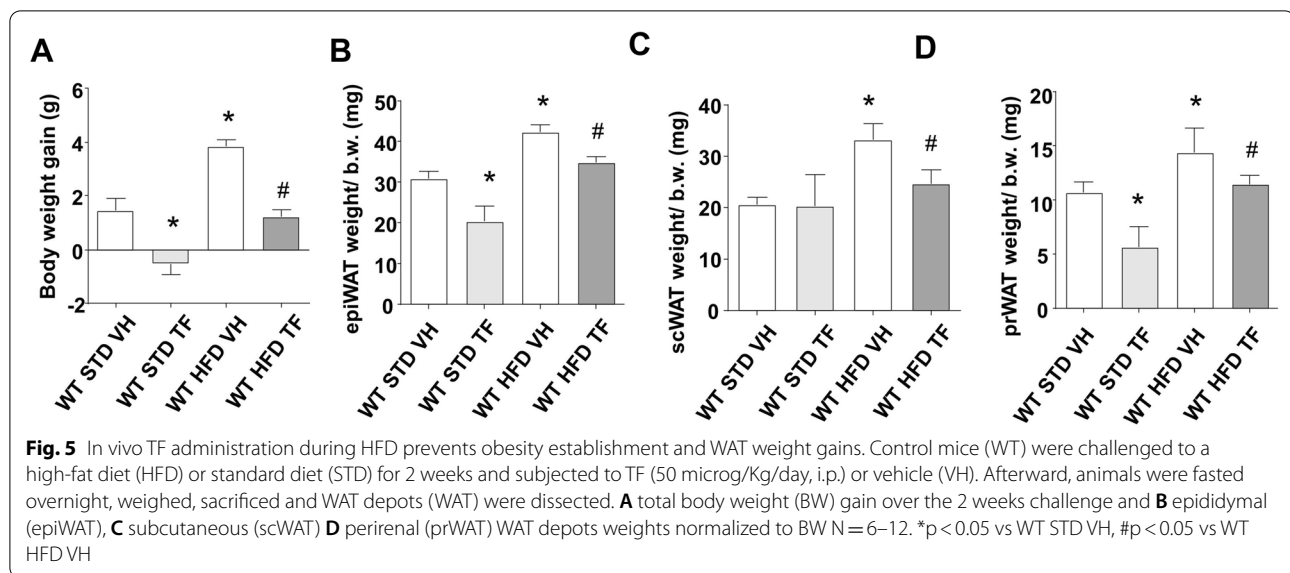 A
Body weight gain (g)
6
4
2
0
-2
WT STD VH
WT STD TF
WT HFD VH
WT HFD TF
*
*
#
B
epiWAT weight/ b.w. (mg)
50
40
30
20
10
0
WT STD VH
WT STD TF
WT HFD VH
WT HFD TF
*
*
#
C
scWAT weight/ b.w. (mg)
40
30
20
10
0
WT STD VH
WT STD TF
WT HFD VH
WT HFD TF
*
#
D
prWAT weight/ b.w. (mg)
20
15
10
5
0
WT STD VH
WT STD TF
WT HFD VH
WT HFD TF
*
*
#
Fig. 5 In vivo TF administration during HFD prevents obesity establishment and WAT weight gains. Control mice (WT) were challenged to a
high-fat diet (HFD) or standard diet (STD) for 2 weeks and subjected to TF (50 microg/Kg/day, i.p.) or vehicle (VH). Afterward, animals were fasted
overnight, weighed, sacrificed and WAT depots (WAT) were dissected. A total body weight (BW) gain over the 2 weeks challenge and B epididymal
(epiWAT), C subcutaneous (scWAT) D perirenal (prWAT) WAT depots weights normalized to BW N = 6–12. *p < 0.05 vs WT STD VH, #p < 0.05 vs WT
HFD VH